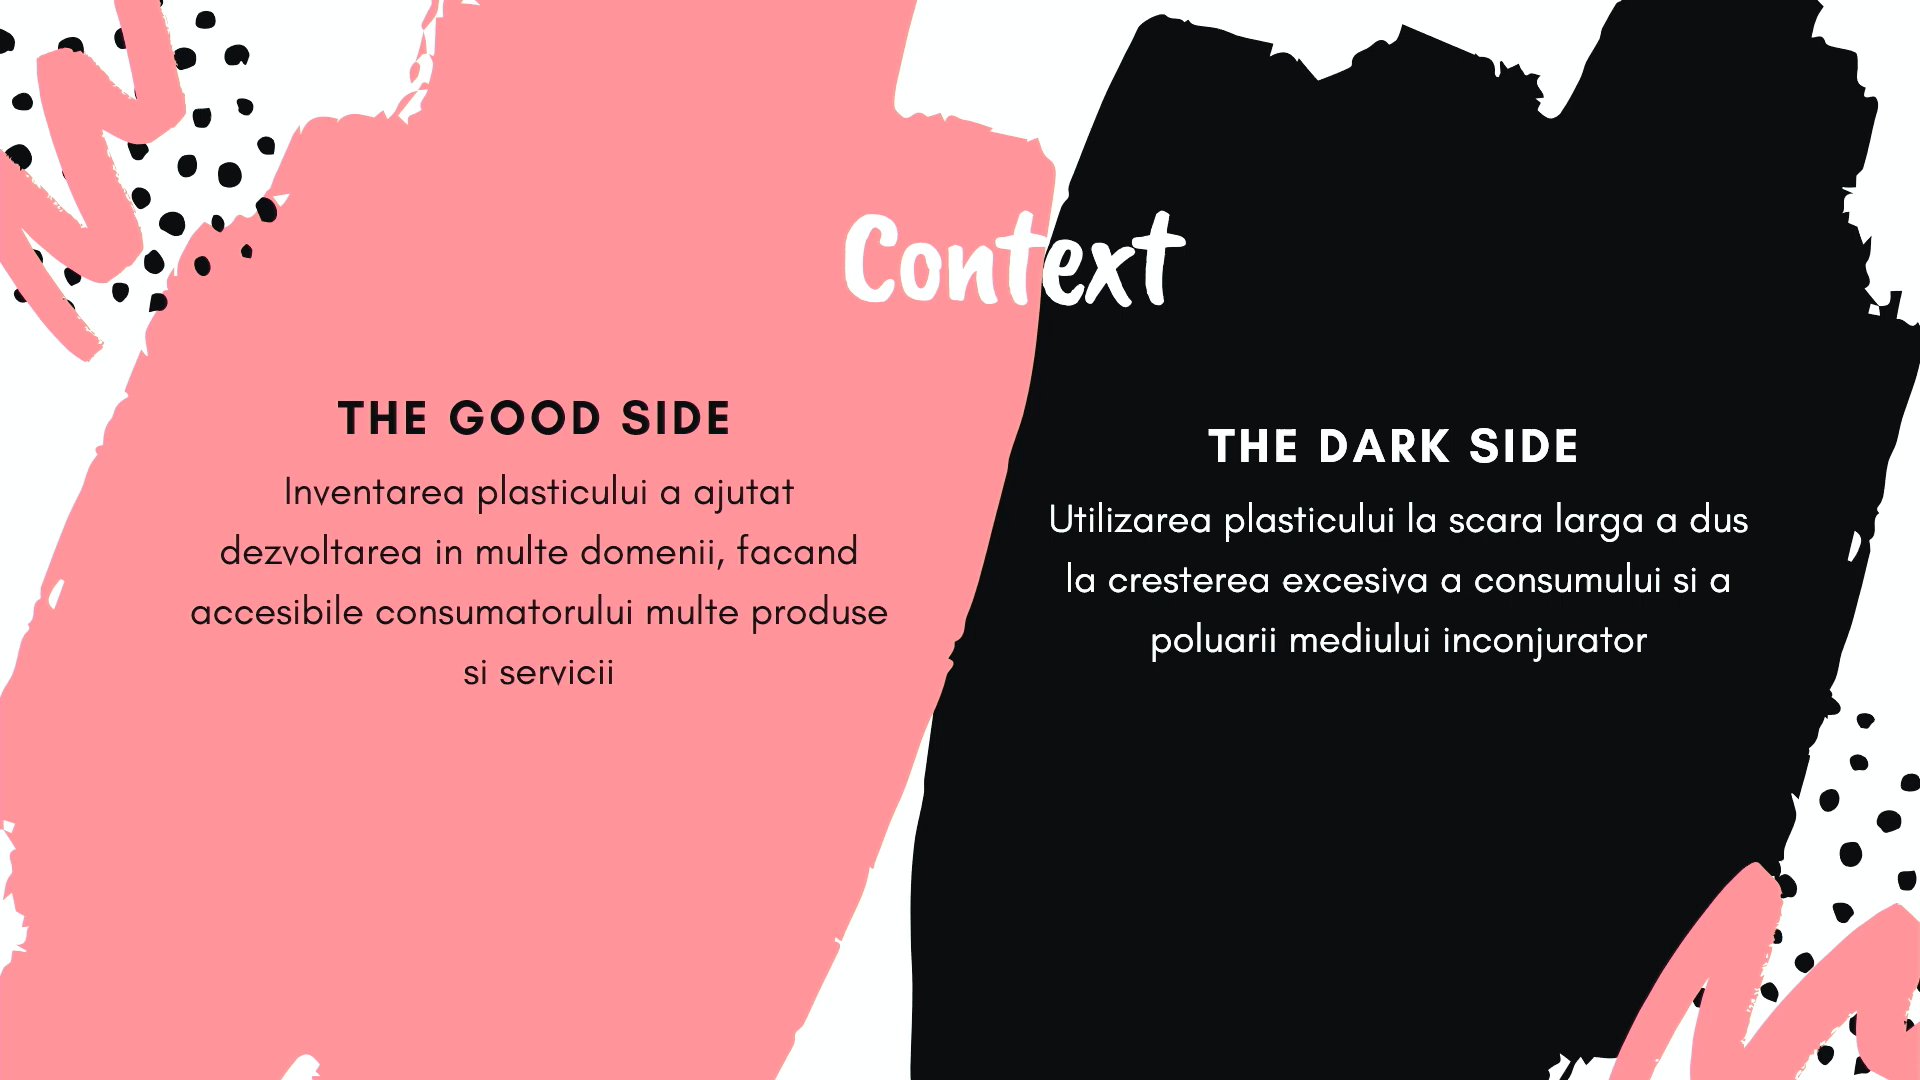 Context
THE GOOD SIDE
Inventarea plasticului a ajutat
dezvoltarea in multe domenii, facand
accesibile consumatorului multe produse
si servicii
THE DARK SIDE
Utilizarea plasticului la scara larga a dus
la cresterea excesiva a consumului si a
poluarii mediului inconjurator